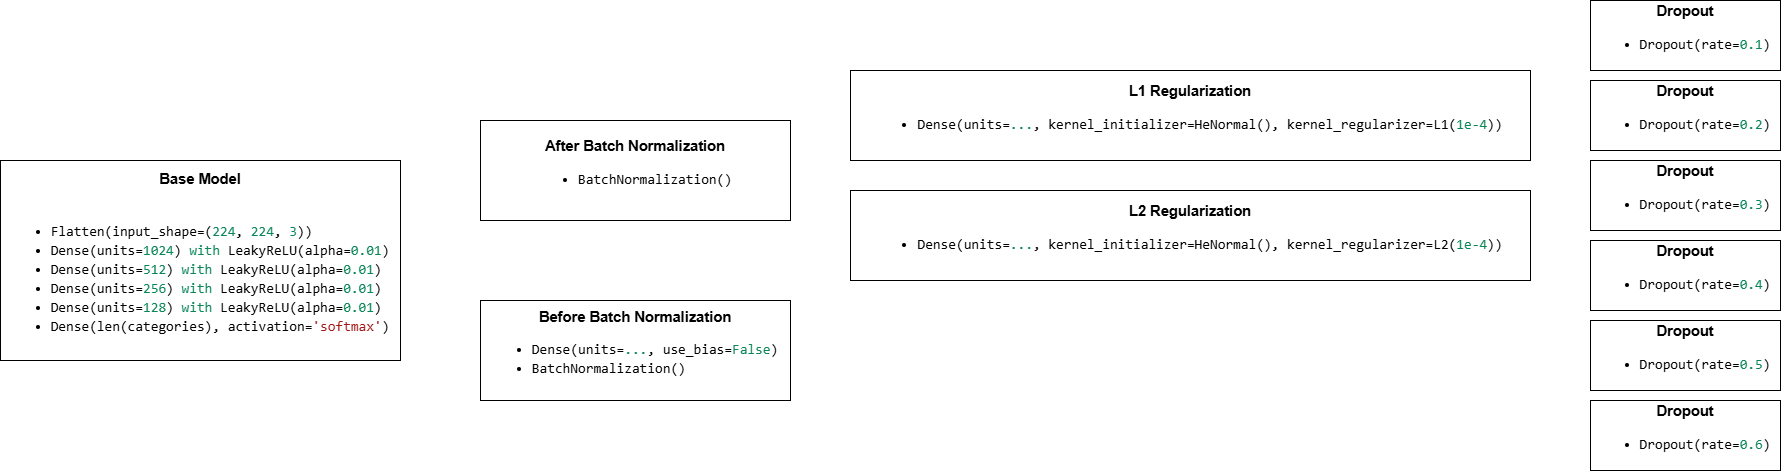 Base Model
• Flatten(input_shape=(224, 224, 3))
• Dense(units=1024) with LeakyReLU(alpha=0.01)
• Dense(units=512) with LeakyReLU(alpha=0.01)
• Dense(units=256) with LeakyReLU(alpha=0.01)
• Dense(units=128) with LeakyReLU(alpha=0.01)
• Dense(len(categories), activation='softmax')
After Batch Normalization
• BatchNormalization()
Before Batch Normalization
• Dense(units=..., use_bias=False)
• BatchNormalization()
L1 Regularization
• Dense(units=..., kernel_initializer=HeNormal(), kernel_regularizer=L1(1e-4))
L2 Regularization
• Dense(units=..., kernel_initializer=HeNormal(), kernel_regularizer=L2(1e-4))
Dropout
• Dropout(rate=0.1)
Dropout
• Dropout(rate=0.2)
Dropout
• Dropout(rate=0.3)
Dropout
• Dropout(rate=0.4)
Dropout
• Dropout(rate=0.5)
Dropout
• Dropout(rate=0.6)